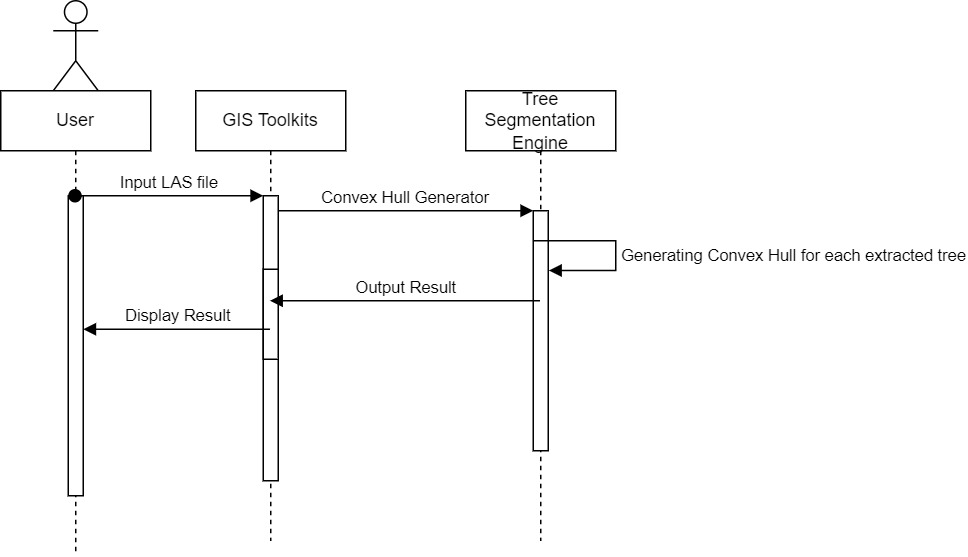 User
GIS Toolkits
Tree
Segmentation
Engine
Input LAS file
Convex Hull Generator
Generating Convex Hull for each extracted tree
Output Result
Display Result